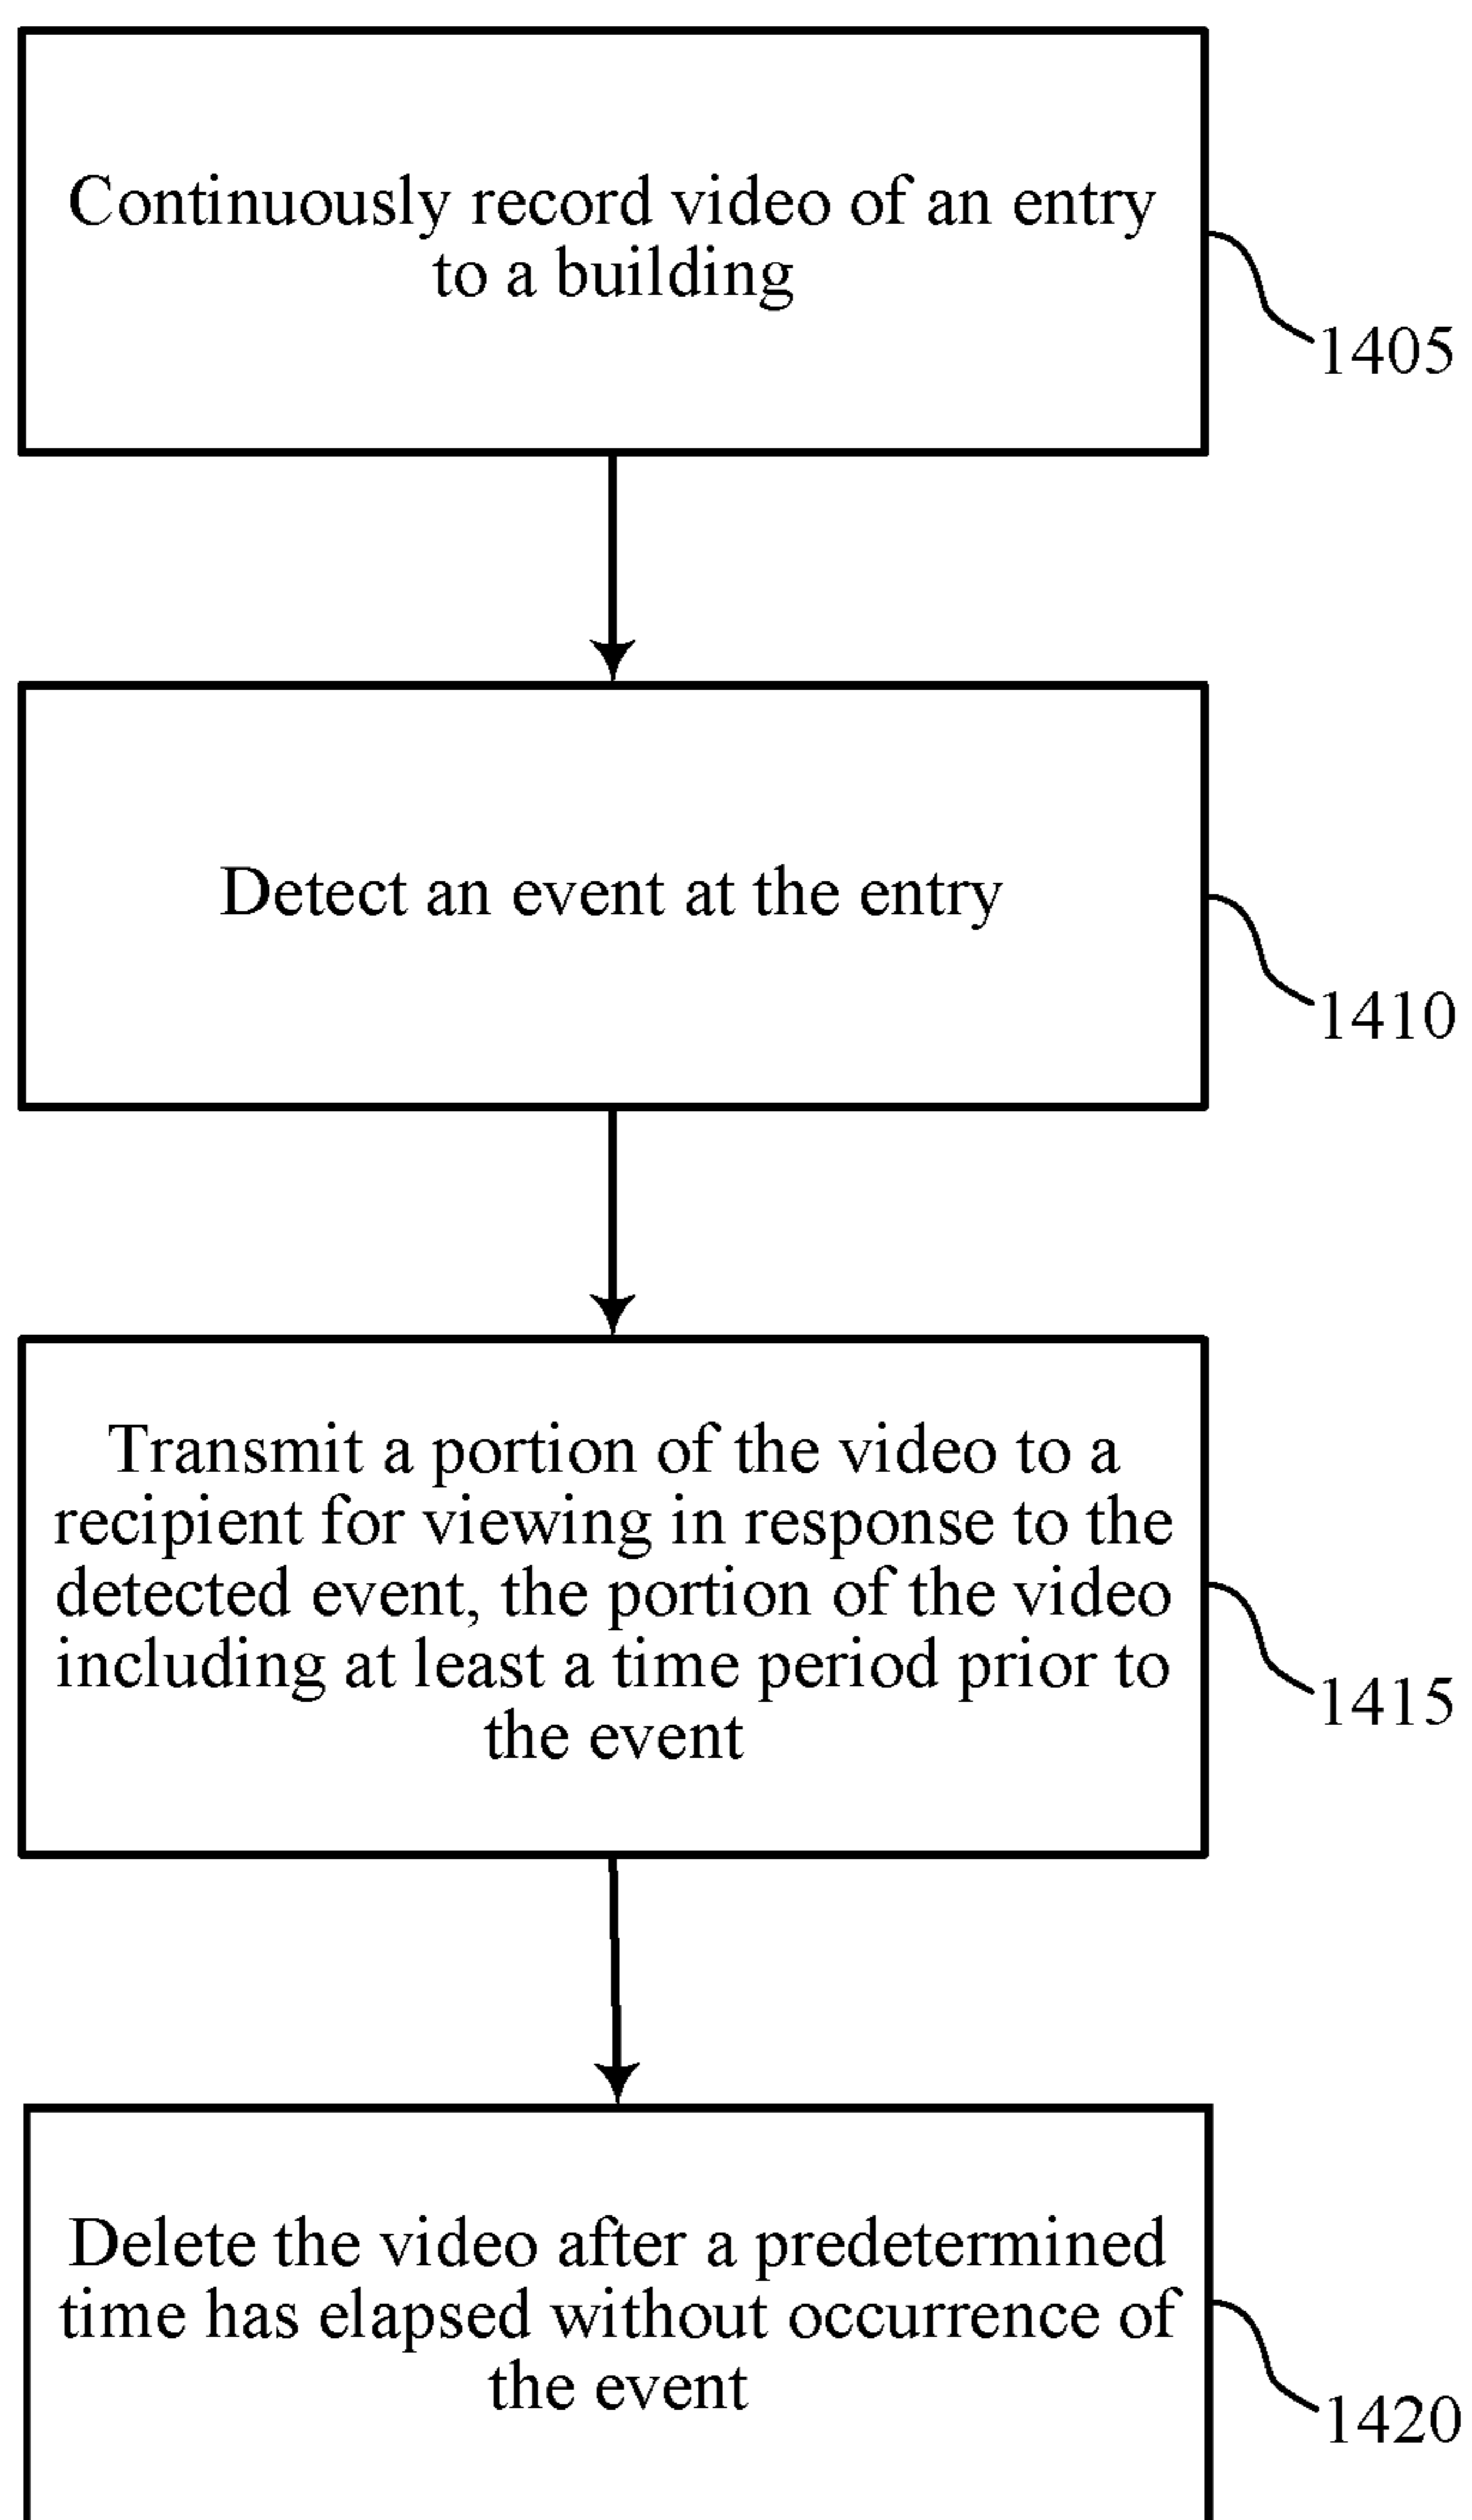 Continuously record video of an entry
to a building
1405
Detect an event at the entry
1410
Transmit a portion of the video to a
recipient for viewing in response to the
detected event, the portion of the video
including at least a time period prior to
the event
1415
Delete the video after a predetermined
time has elapsed without occurrence of
the event
1420